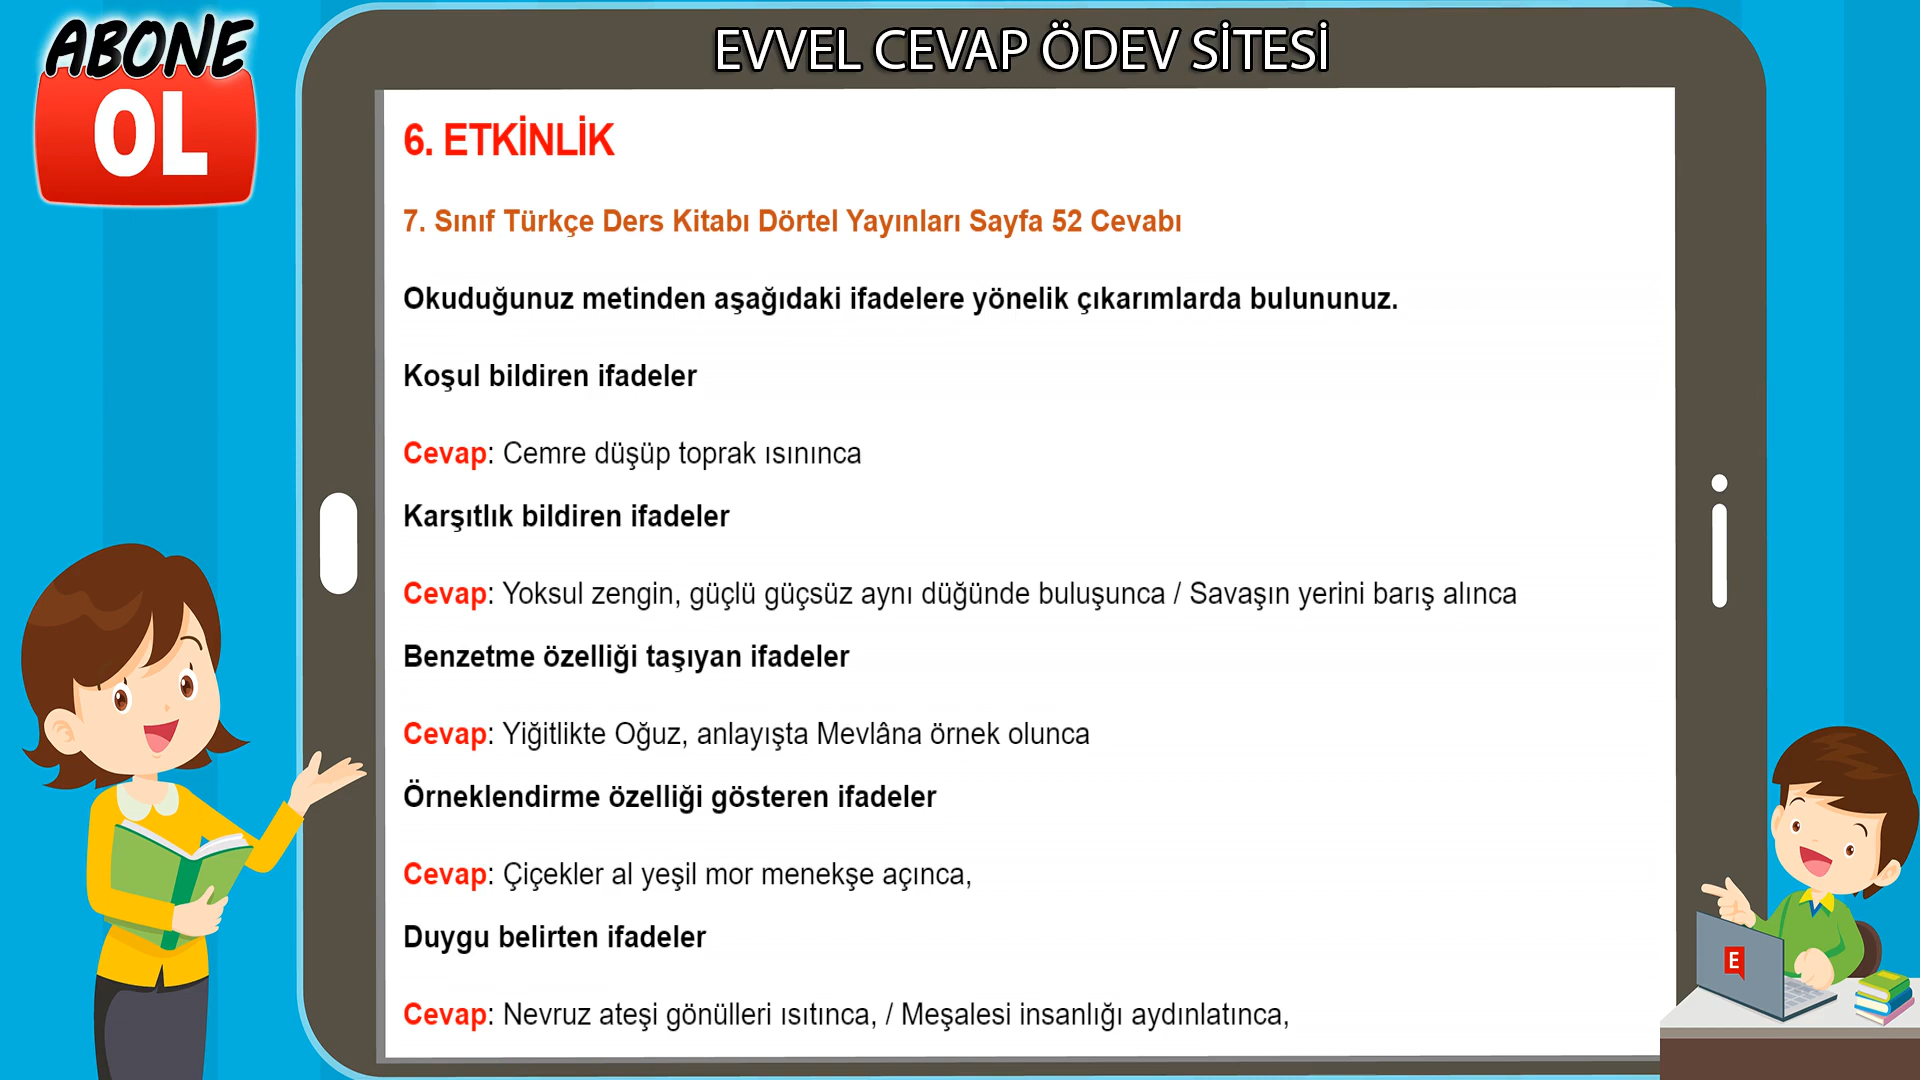 ABONE
OL
EVVEL CEVAP ÖDEV SİTESİ
6. ETKİNLİK
7. Sınıf Türkçe Ders Kitabı Dörtel Yayınları Sayfa 52 Cevabı
Okuduğunuz metinden aşağıdaki ifadelere yönelik çıkarımlarda bulununuz.
Koşul bildiren ifadeler
Cevap: Cemre düşüp toprak ısınınca
Karşıtlık bildiren ifadeler
Cevap: Yoksul zengin, güçlü güçsüz aynı düğünde buluşunca / Savaşın yerini barış alınca
Benzetme özelliği taşıyan ifadeler
Cevap: Yiğitlikte Oğuz, anlayışta Mevlâna örnek olunca
Örneklendirme özelliği gösteren ifadeler
Cevap: Çiçekler al yeşil mor menekşe açınca,
Duygu belirten ifadeler
Cevap: Nevruz ateşi gönülleri ısıtınca, / Meşalesi insanlığı aydınlatınca,
E